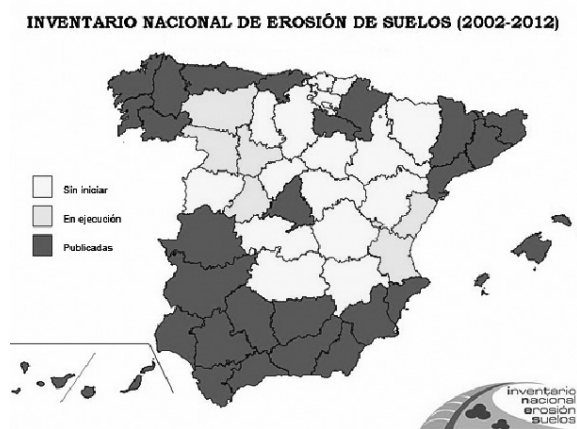 INVENTARIO NACIONAL DE EROSIÓN DE SUELOS (2002-2012)
Sin iniciar
En ejecución
Publicadas
inventario
nacional
erosión
suelos